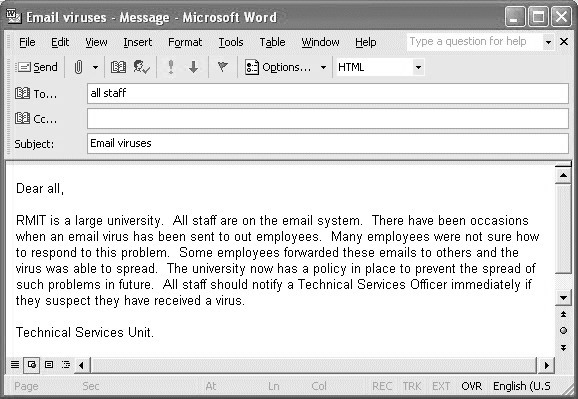 Email viruses - Message - Microsoft Word
File Edit View Insert Format Tools Table Window Help Type a question for help
Send Options... HTML
To... all staff
Cc...
Subject: Email viruses
Dear all,
RMIT is a large university. All staff are on the email system. There have been occasions
when an email virus has been sent to out employees. Many employees were not sure how
to respond to this problem. Some employees forwarded these emails to others and the
virus was able to spread. The university now has a policy in place to prevent the spread of
such problems in future. All staff should notify a Technical Services Officer immediately if
they suspect they have received a virus.
Technical Services Unit.
Page Sec At Ln Col REC TRK EXT OVR English (U.S